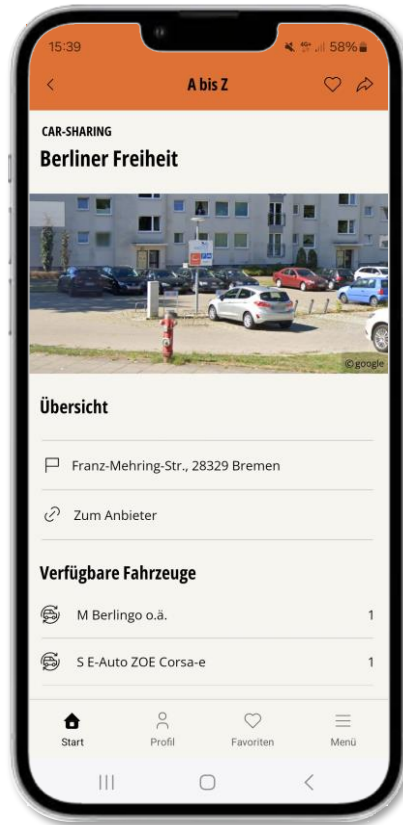 15:39
4G+ 58%
A bis Z
CAR-SHARING
Berliner Freiheit
©google
Übersicht
Franz-Mehring-Str., 28329 Bremen
Zum Anbieter
Verfügbare Fahrzeuge
M Berlingo o.ä. 1
S E-Auto ZOE Corsa-e 1
Start Profil Favoriten Menü